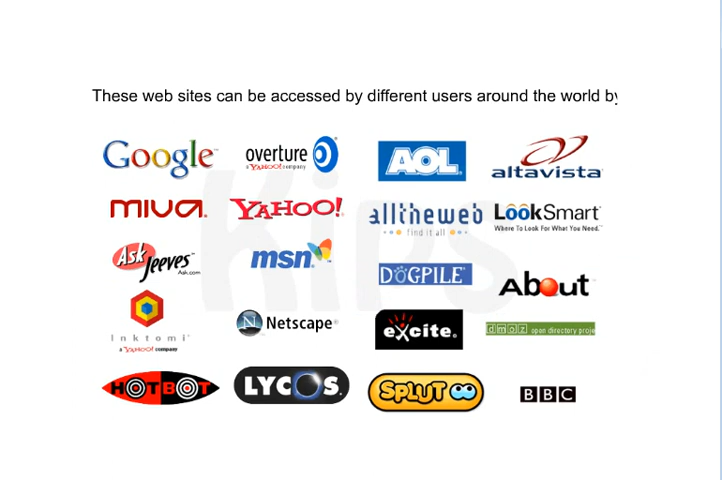 These web sites can be accessed by different users around the world by
Google overture AOL altavista
a YAHOO! company
MIVA YAHOO! alltheweb LookSmart
find it all Where To Look For What You Need.
Ask Jeeves msn DOGPILE About
Ask.com
Inktomi Netscape excite dmoz open directory proje
a YAHOO! company
HOTBOT LYCOS SPLUT BBC
Kips